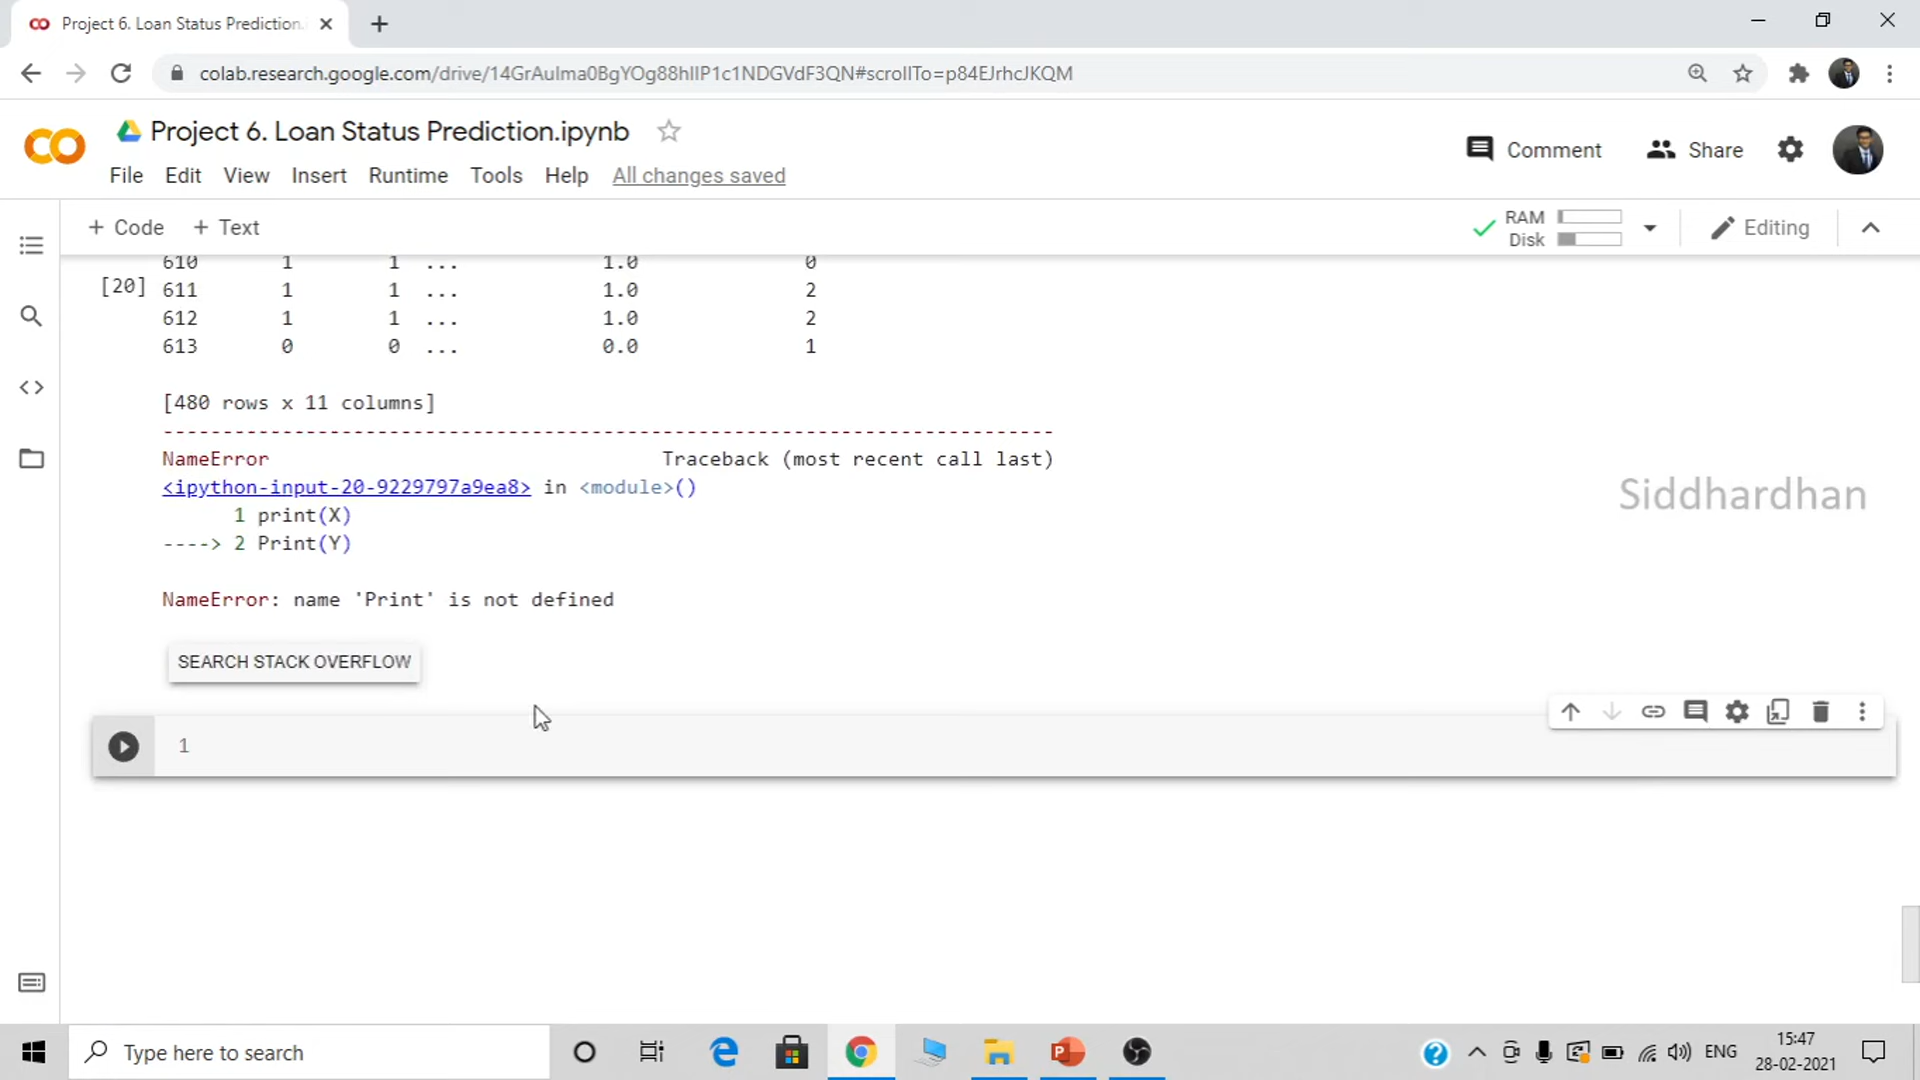 Project 6. Loan Status Prediction.
colab.research.google.com/drive/14GrAuIma0BgYOg88hlIP1c1NDGVdF3QN#scrollTo=p84EJrhcJKQM
Project 6. Loan Status Prediction.ipynb
Comment
Share
File Edit View Insert Runtime Tools Help All changes saved
+ Code + Text
RAM
Disk
Editing
610 1 1 ... 1.0 0
[20] 611 1 1 ... 1.0 2
612 1 1 ... 1.0 2
613 0 0 ... 0.0 1
[480 rows x 11 columns]
---------------------------------------------------------------------------
NameError Traceback (most recent call last)
<ipython-input-20-9229797a9ea8> in <module>()
1 print(X)
----> 2 Print(Y)
NameError: name 'Print' is not defined
Siddhardhan
SEARCH STACK OVERFLOW
1
Type here to search
ENG
15:47
28-02-2021